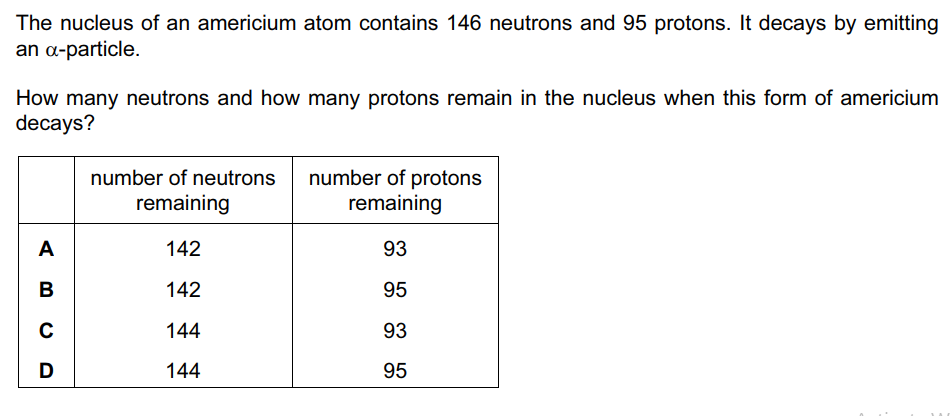 The nucleus of an americium atom contains 146 neutrons and 95 protons. It decays by emitting
an α-particle.
How many neutrons and how many protons remain in the nucleus when this form of americium
decays?
number of neutrons remaining number of protons remaining
A 142 93
B 142 95
C 144 93
D 144 95